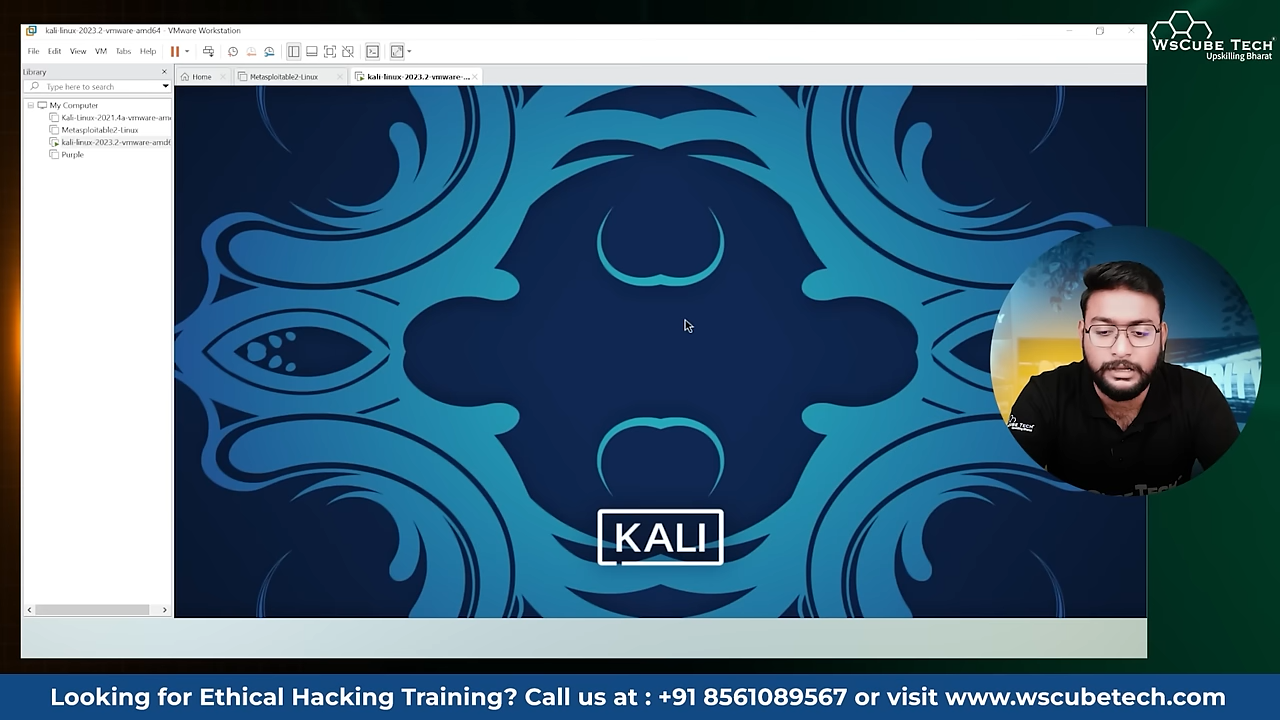 kali-linux-2023.2-vmware-amd64 - VMware Workstation
WsCube Tech
Upskilling Bharat
File Edit View VM Tabs Help
Library
Home
Metasploitable2-Linux
kali-linux-2023.2-vmware-...
Type here to search
My Computer
Kali-Linux-2021.4a-vmware-am
Metasploitable2-Linux
kali-linux-2023.2-vmware-amd6
Purple
KALI
Looking for Ethical Hacking Training? Call us at : +91 8561089567 or visit www.wscubetech.com